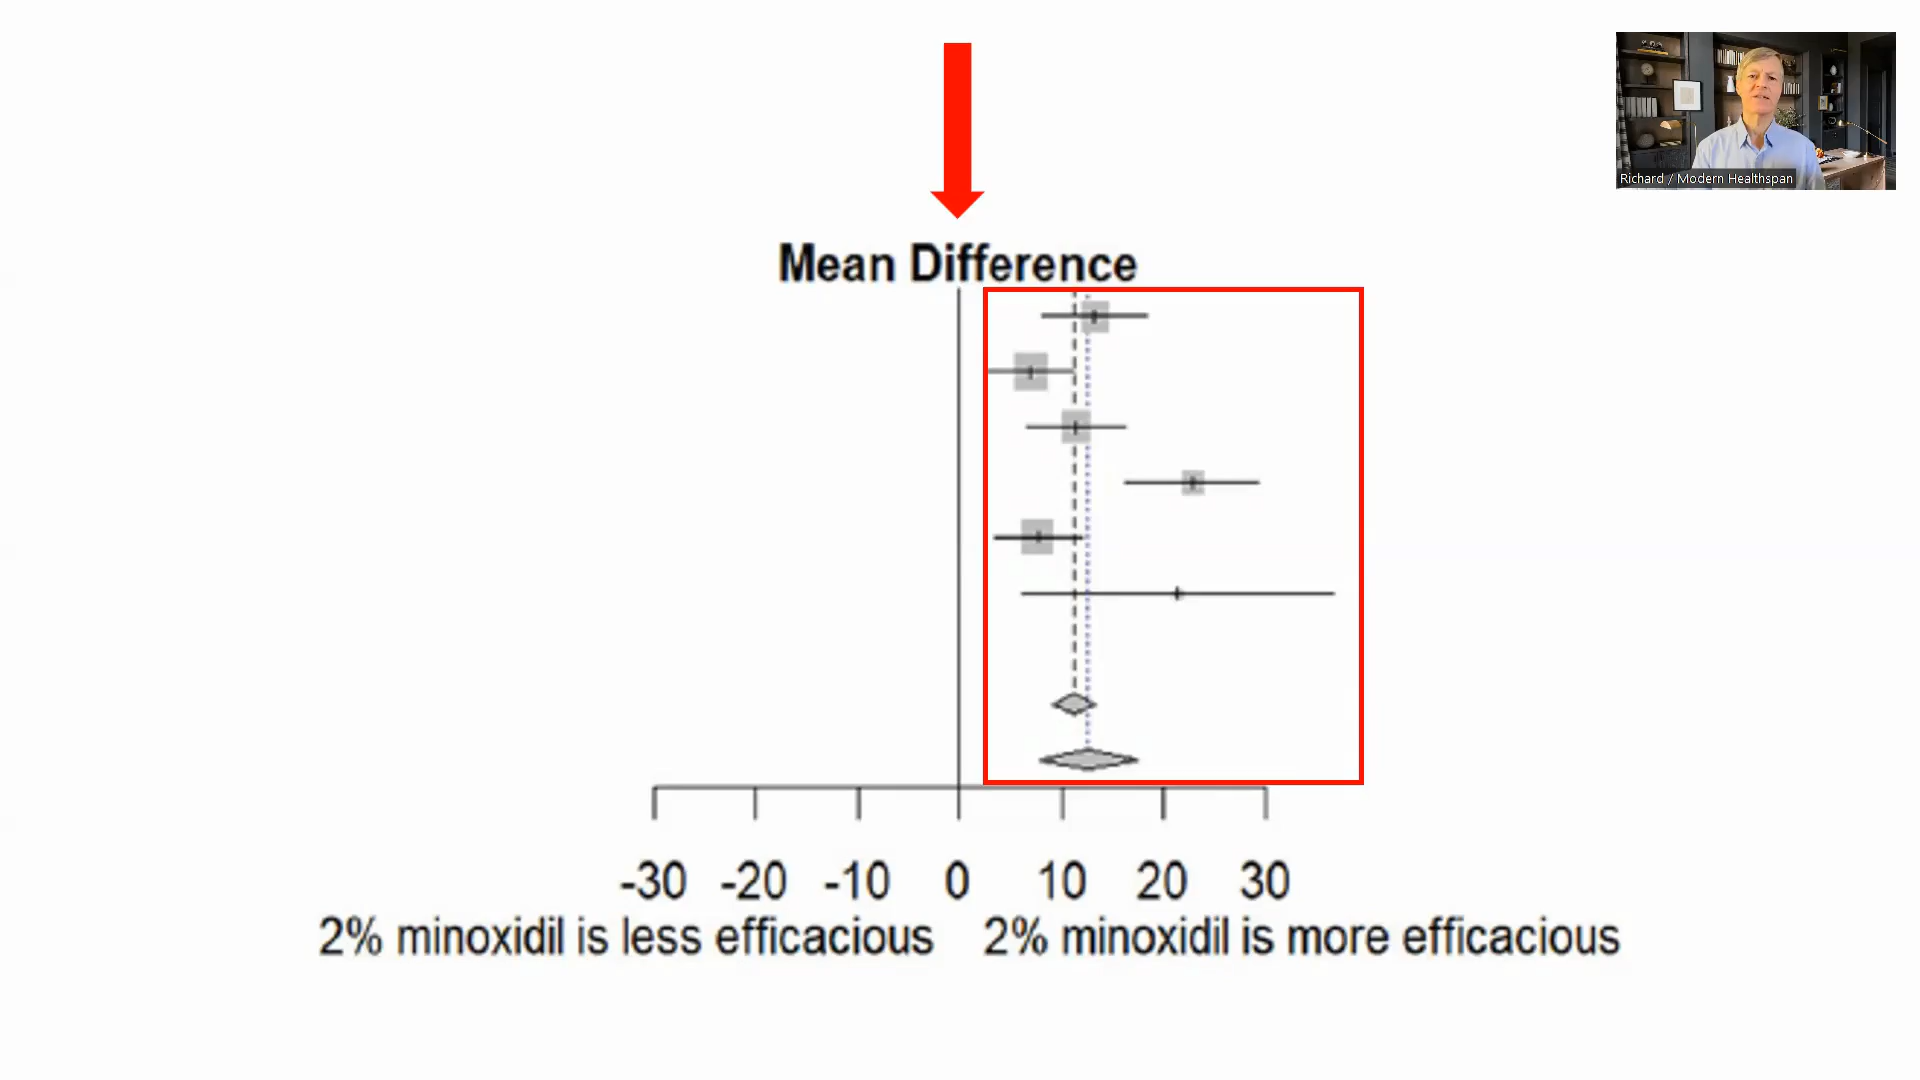 Richard / Modern Healthspan
Mean Difference
-30 -20 -10 0 10 20 30
2% minoxidil is less efficacious 2% minoxidil is more efficacious